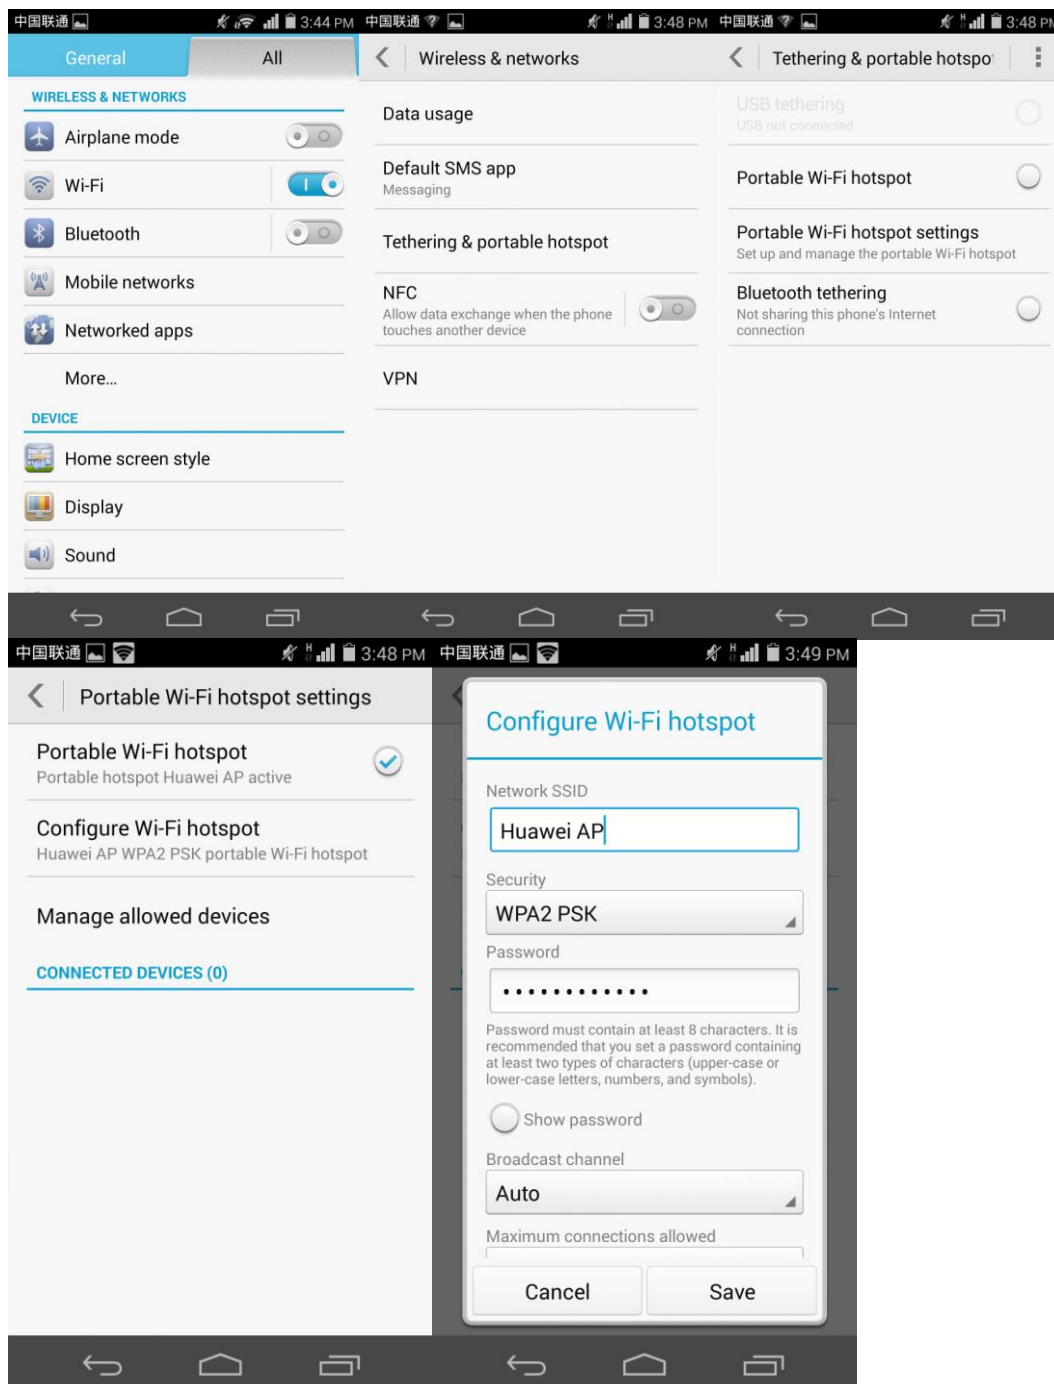 中国联通
3:44 PM
General
All
WIRELESS & NETWORKS
Airplane mode
Wi-Fi
Bluetooth
Mobile networks
Networked apps
More...
DEVICE
Home screen style
Display
Sound
中国联通
H
3:48 PM
Wireless & networks
Data usage
Default SMS app
Messaging
Tethering & portable hotspot
NFC
Allow data exchange when the phone
touches another device
VPN
中国联通
H
3:48 PM
Tethering & portable hotspo
USB tethering
USB not connected
Portable Wi-Fi hotspot
Portable Wi-Fi hotspot settings
Set up and manage the portable Wi-Fi hotspot
Bluetooth tethering
Not sharing this phone's Internet
connection
中国联通
H
3:48 PM
Portable Wi-Fi hotspot settings
Portable Wi-Fi hotspot
Portable hotspot Huawei AP active
Configure Wi-Fi hotspot
Huawei AP WPA2 PSK portable Wi-Fi hotspot
Manage allowed devices
CONNECTED DEVICES (0)
中国联通
H
3:49 PM
Configure Wi-Fi hotspot
Network SSID
Huawei AP
Security
WPA2 PSK
Password
••••••••••••
Password must contain at least 8 characters. It is
recommended that you set a password containing
at least two types of characters (upper-case or
lower-case letters, numbers, and symbols).
Show password
Broadcast channel
Auto
Maximum connections allowed
Cancel
Save